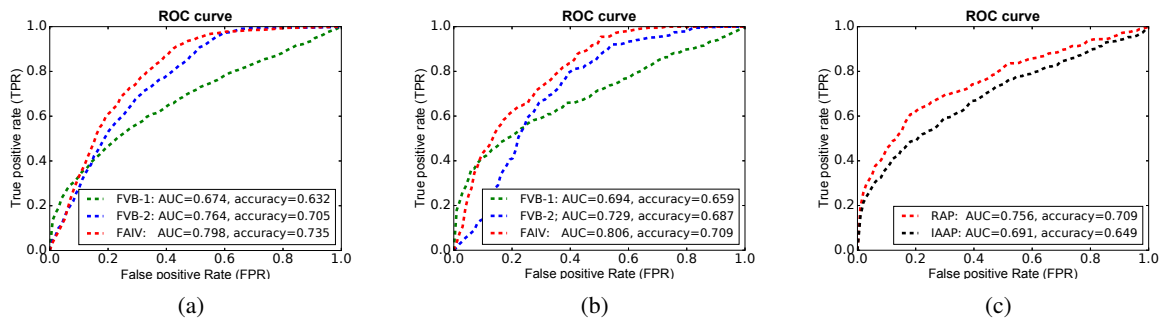 ROC curve
1.0
0.8
0.6
0.4
0.2
0.0
True positive rate (TPR)
FVB-1: AUC=0.674, accuracy=0.632
FVB-2: AUC=0.764, accuracy=0.705
FAIV: AUC=0.798, accuracy=0.735
0.0 0.2 0.4 0.6 0.8 1.0
False positive Rate (FPR)
(a)
ROC curve
1.0
0.8
0.6
0.4
0.2
0.0
True positive rate (TPR)
FVB-1: AUC=0.694, accuracy=0.659
FVB-2: AUC=0.729, accuracy=0.687
FAIV: AUC=0.806, accuracy=0.709
0.0 0.2 0.4 0.6 0.8 1.0
False positive Rate (FPR)
(b)
ROC curve
1.0
0.8
0.6
0.4
0.2
0.0
True positive rate (TPR)
RAP: AUC=0.756, accuracy=0.709
IAAP: AUC=0.691, accuracy=0.649
0.0 0.2 0.4 0.6 0.8 1.0
False positive Rate (FPR)
(c)